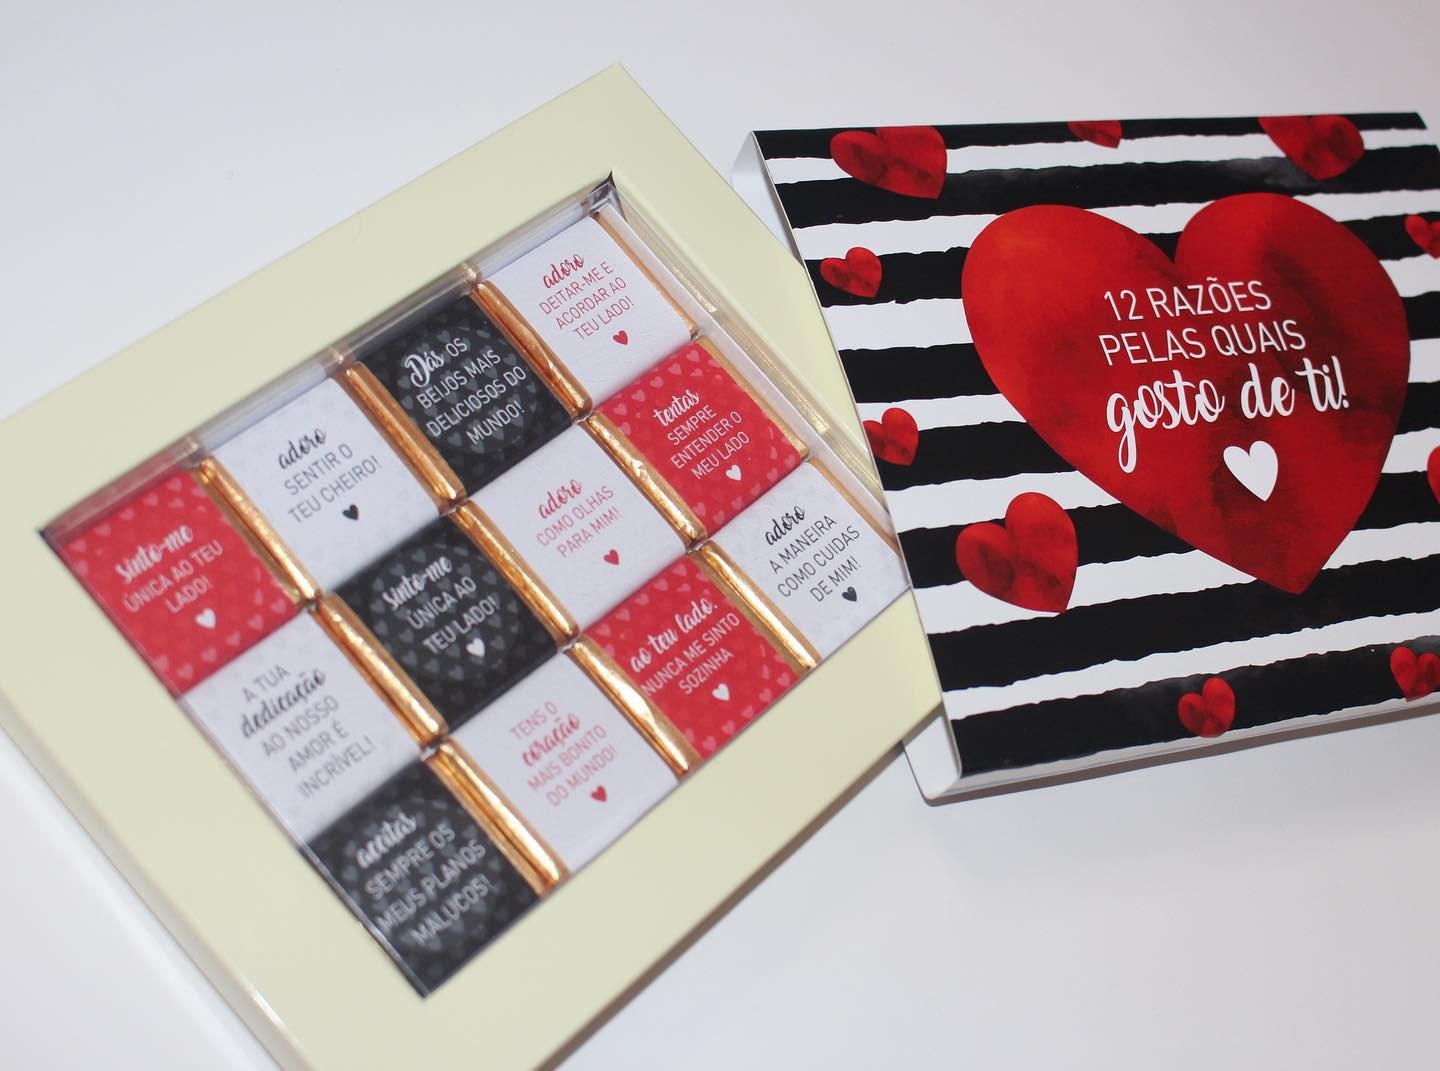 adoro
DEITAR-ME E
ACORDAR AO
TEU LADO!
Dás OS
BEIJOS MAIS
DELICIOSOS DO
MUNDO!
adoro
SENTIR O
TEU CHEIRO!
sinto-me
ÚNICA AO TEU
LADO!
tentas
SEMPRE
ENTENDER O
MEU LADO
adoro
COMO OLHAS
PARA MIM!
sinto-me
ÚNICA AO
TEU LADO!
A TUA
dedicação
AO NOSSO
AMOR É
INCRÍVEL!
adoro
A MANEIRA
COMO CUIDAS
DE MIM!
ao teu lado,
NUNCA ME SINTO
SOZINHA
TENS O
coração
MAIS BONITO
DO MUNDO!
aceitas
SEMPRE OS
MEUS PLANOS
MALUCOS!
12 RAZÕES
PELAS QUAIS
gosto de ti!